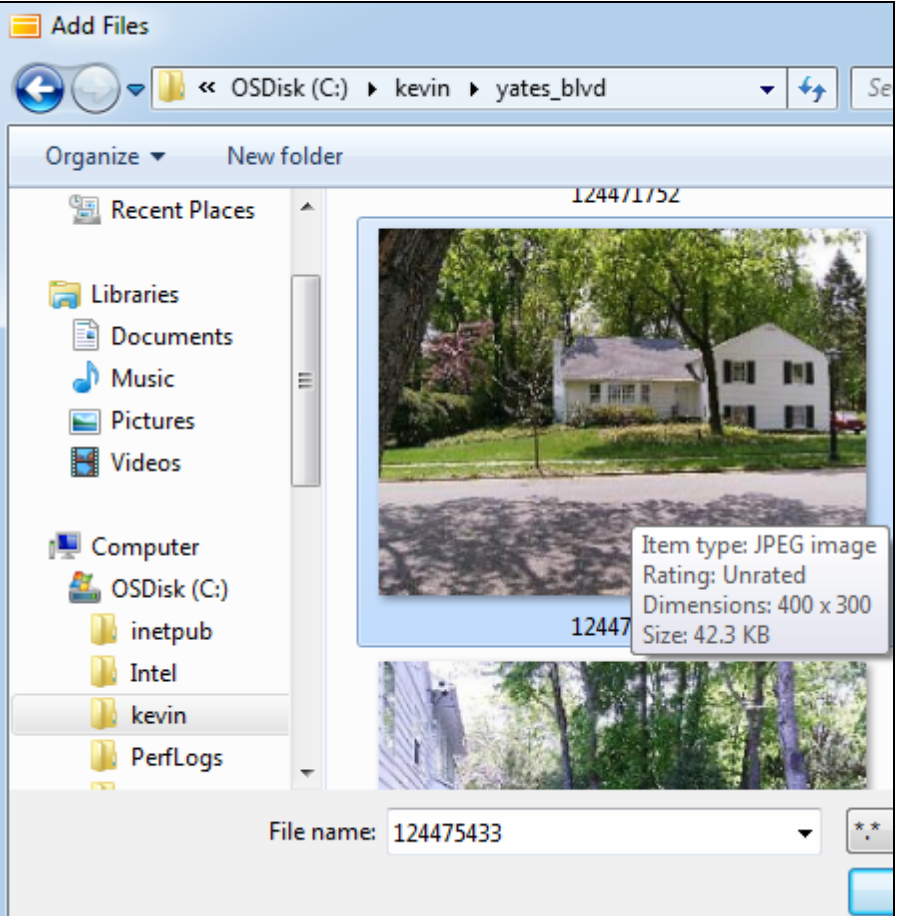 Add Files
« OSDisk (C:) kevin yates_blvd
Se
Organize New folder
Recent Places
Libraries
Documents
Music
Pictures
Videos
Computer
OSDisk (C:)
inetpub
Intel
kevin
PerfLogs
124471752
12447
Item type: JPEG image
Rating: Unrated
Dimensions: 400 x 300
Size: 42.3 KB
File name: 124475433
*.*